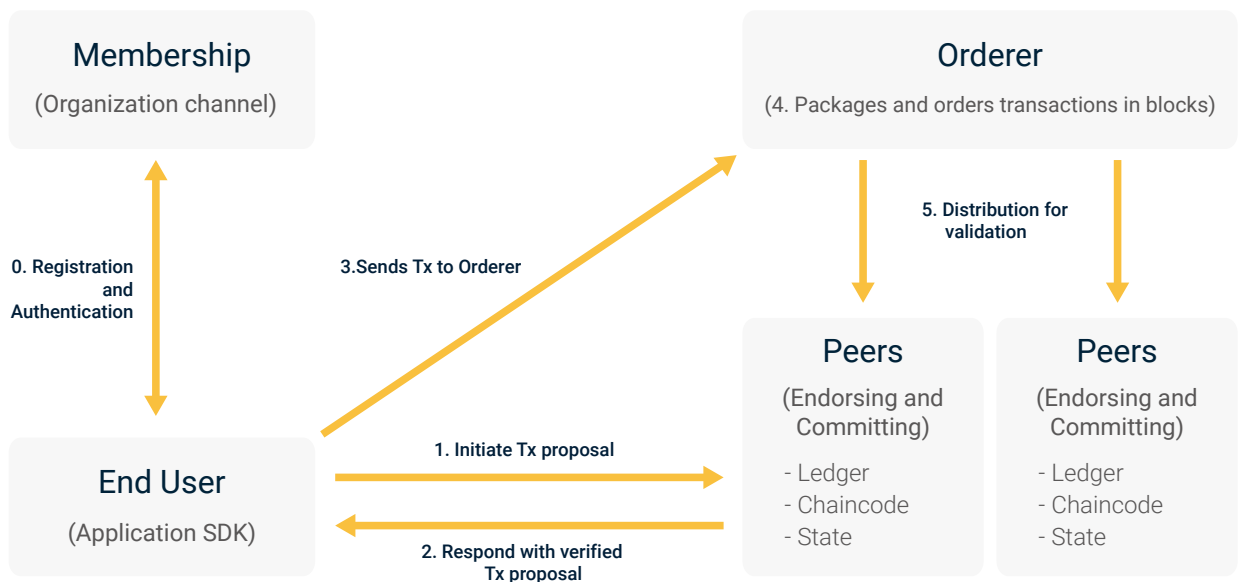 Membership
(Organization channel)
Orderer
(4. Packages and orders transactions in blocks)
0. Registration
and
Authentication
3.Sends Tx to Orderer
5. Distribution for
validation
End User
(Application SDK)
1. Initiate Tx proposal
2. Respond with verified
Tx proposal
Peers
(Endorsing and
Committing)
- Ledger
- Chaincode
- State
Peers
(Endorsing and
Committing)
- Ledger
- Chaincode
- State